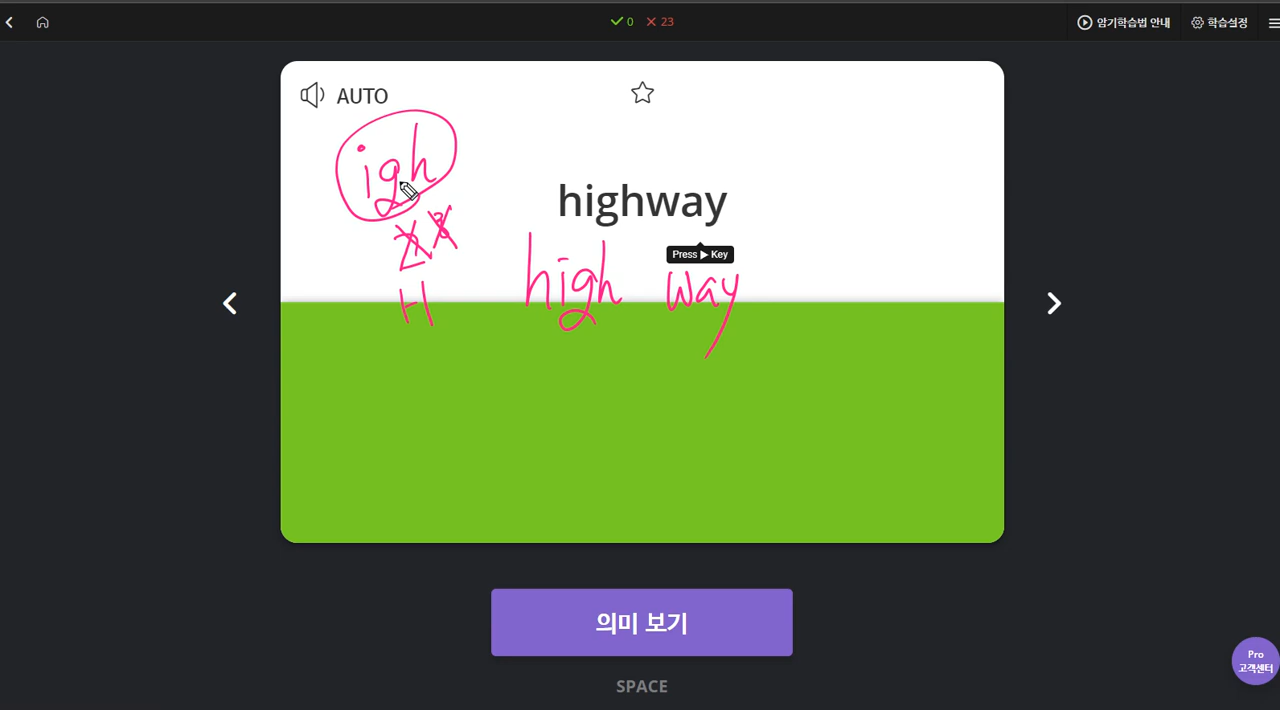 0 23 암기학습법 안내 학습설정
AUTO
igh
highway
Press ▶ Key
high way
의미 보기
SPACE
Pro
고객센터